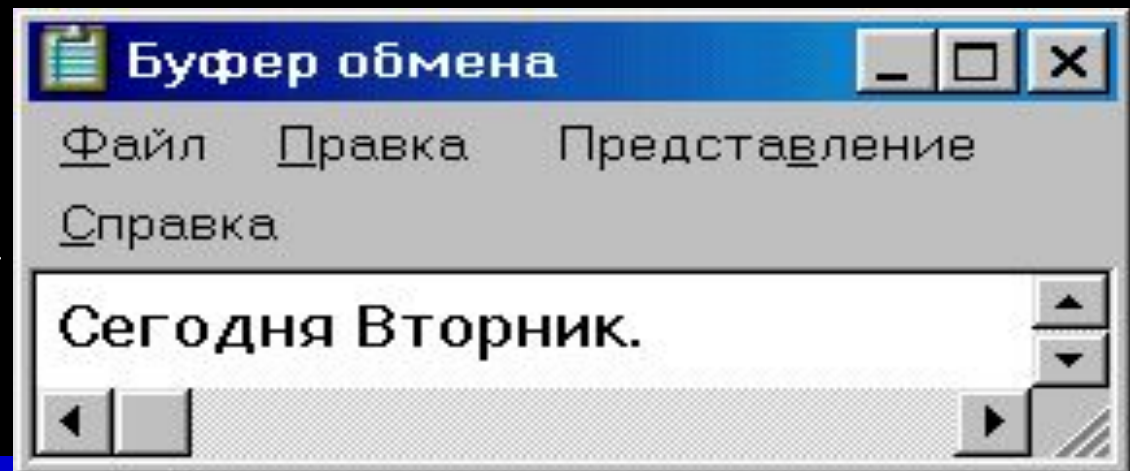 Буфер обмена
Файл Правка Представление
Справка
Сегодня Вторник.